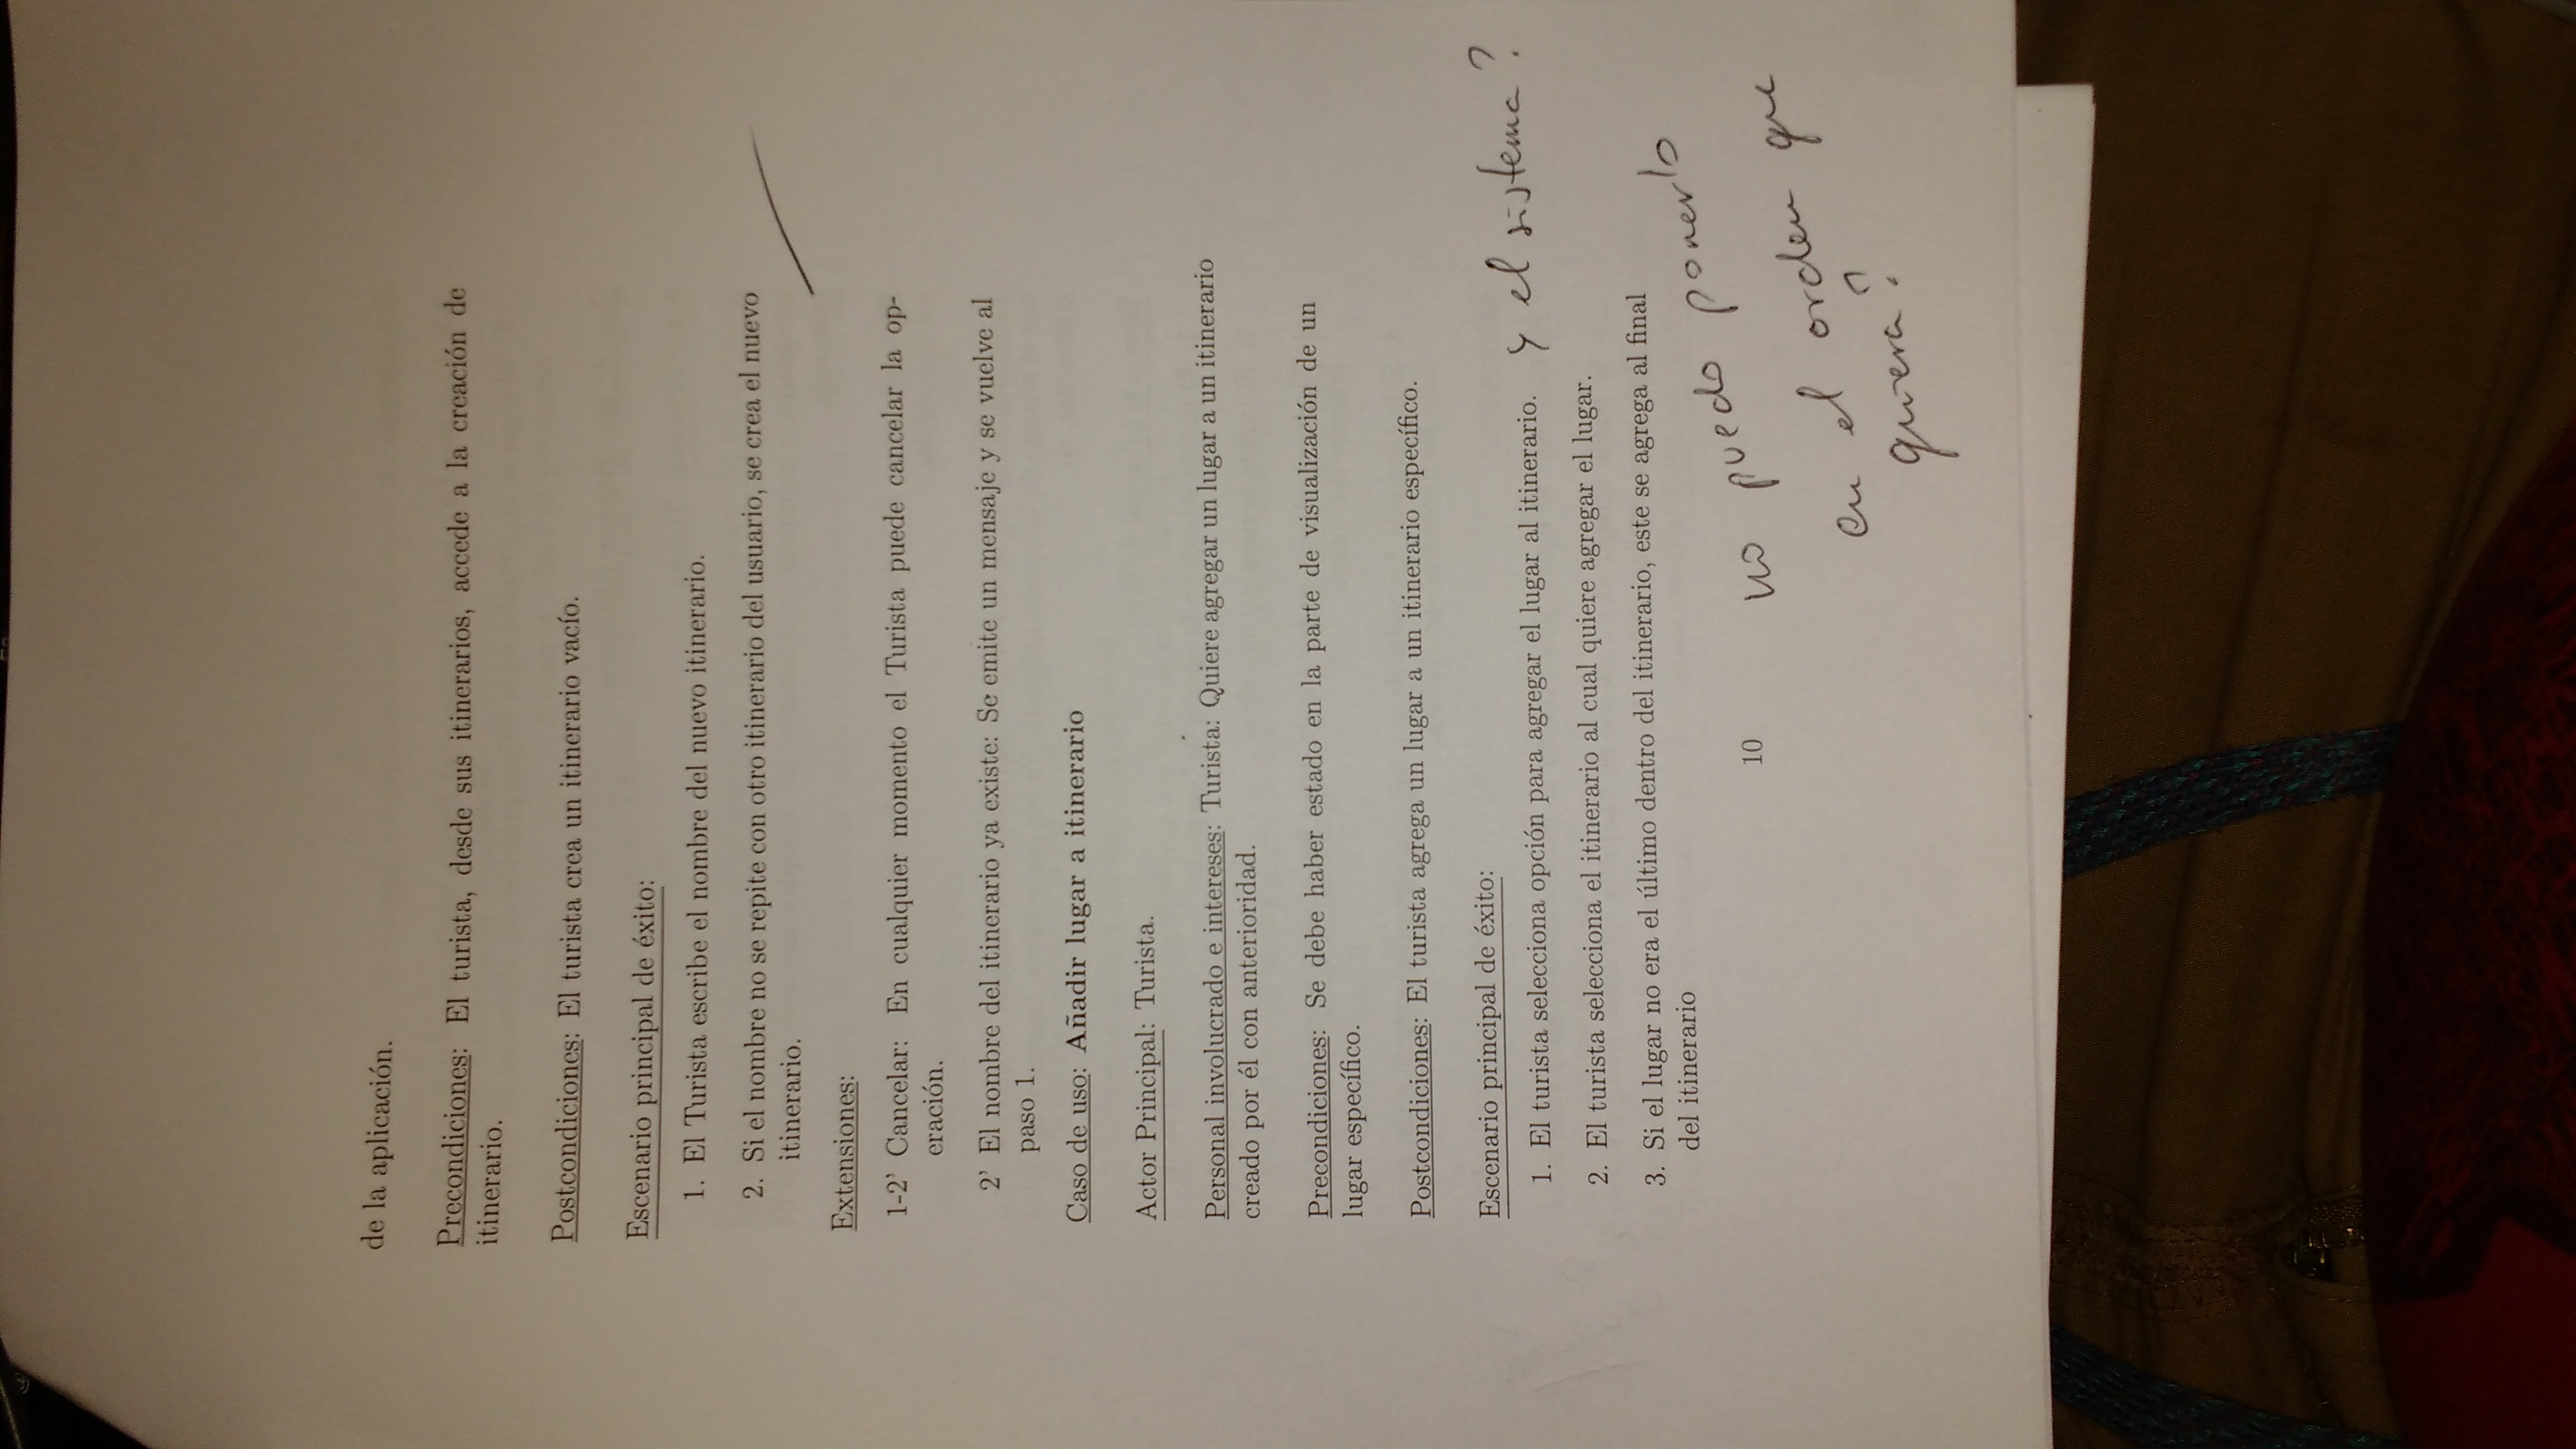 de la aplicación.
Precondiciones: El turista, desde sus itinerarios, accede a la creación de
itinerario.
Postcondiciones: El turista crea un itinerario vacío.
Escenario principal de éxito:
1. El Turista escribe el nombre del nuevo itinerario.
2. Si el nombre no se repite con otro itinerario del usuario, se crea el nuevo
itinerario.
Extensiones:
1-2' Cancelar: En cualquier momento el Turista puede cancelar la op-
eración.
2' El nombre del itinerario ya existe: Se emite un mensaje y se vuelve al
paso 1.
Caso de uso: Añadir lugar a itinerario
Actor Principal: Turista.
Personal involucrado e intereses: Turista: Quiere agregar un lugar a un itinerario
creado por él con anterioridad.
Precondiciones: Se debe haber estado en la parte de visualización de un
lugar específico.
Postcondiciones: El turista agrega un lugar a un itinerario específico.
Escenario principal de éxito:
1. El turista selecciona opción para agregar el lugar al itinerario. y el sistema?
2. El turista selecciona el itinerario al cual quiere agregar el lugar.
3. Si el lugar no era el último dentro del itinerario, este se agrega al final
del itinerario
no puedo ponerlo
en el orden que
quiera?
10